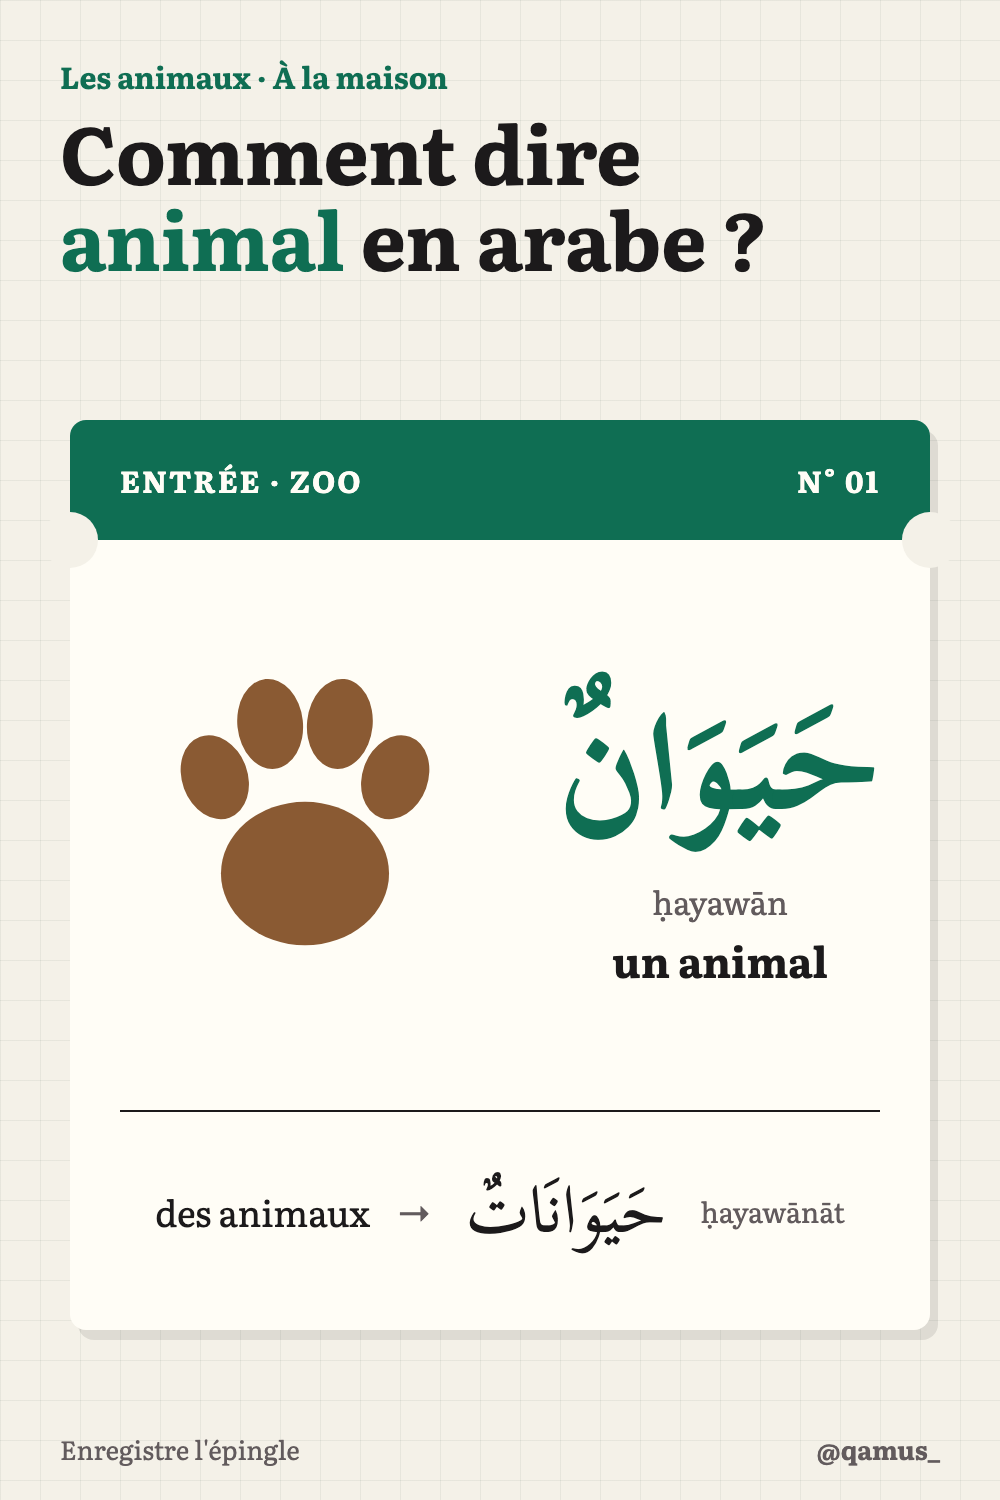 Les animaux · À la maison
Comment dire
animal en arabe ?
ENTRÉE · ZOO N° 01
حَيَوَانٌ
ḥayawān
un animal
des animaux → حَيَوَانَاتٌ ḥayawānāt
Enregistre l'épingle @qamus_